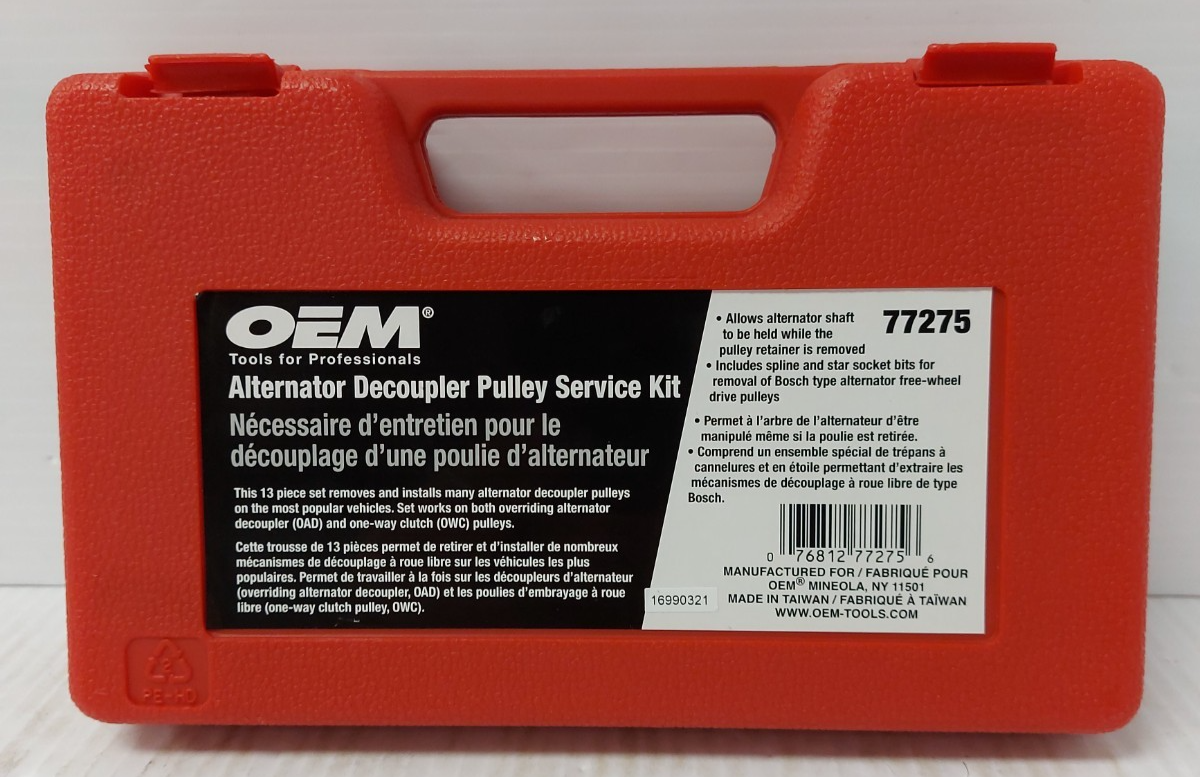 OEM®
Tools for Professionals
Alternator Decoupler Pulley Service Kit
Nécessaire d'entretien pour le
découplage d'une poulie d'alternateur
This 13 piece set removes and installs many alternator decoupler pulleys
on the most popular vehicles. Set works on both overriding alternator
decoupler (OAD) and one-way clutch (OWC) pulleys.
Cette trousse de 13 pièces permet de retirer et d'installer de nombreux
mécanismes de découplage à roue libre sur les véhicules les plus
populaires. Permet de travailler à la fois sur les découpleurs d'alternateur
(overriding alternator decoupler, OAD) et les poulies d'embrayage à roue
libre (one-way clutch pulley, OWC).
77275
• Allows alternator shaft
to be held while the
pulley retainer is removed
• Includes spline and star socket bits for
removal of Bosch type alternator free-wheel
drive pulleys
• Permet à l'arbre de l'alternateur d'être
manipulé même si la poulie est retirée.
• Comprend un ensemble spécial de trépans à
cannelures et en étoile permettant d'extraire les
mécanismes de découplage à roue libre de type
Bosch.
0 76812 77275 6
MANUFACTURED FOR / FABRIQUÉ POUR
OEM® MINEOLA, NY 11501
MADE IN TAIWAN / FABRIQUÉ À TAÏWAN
WWW.OEM-TOOLS.COM
16990321
2
PE-HD